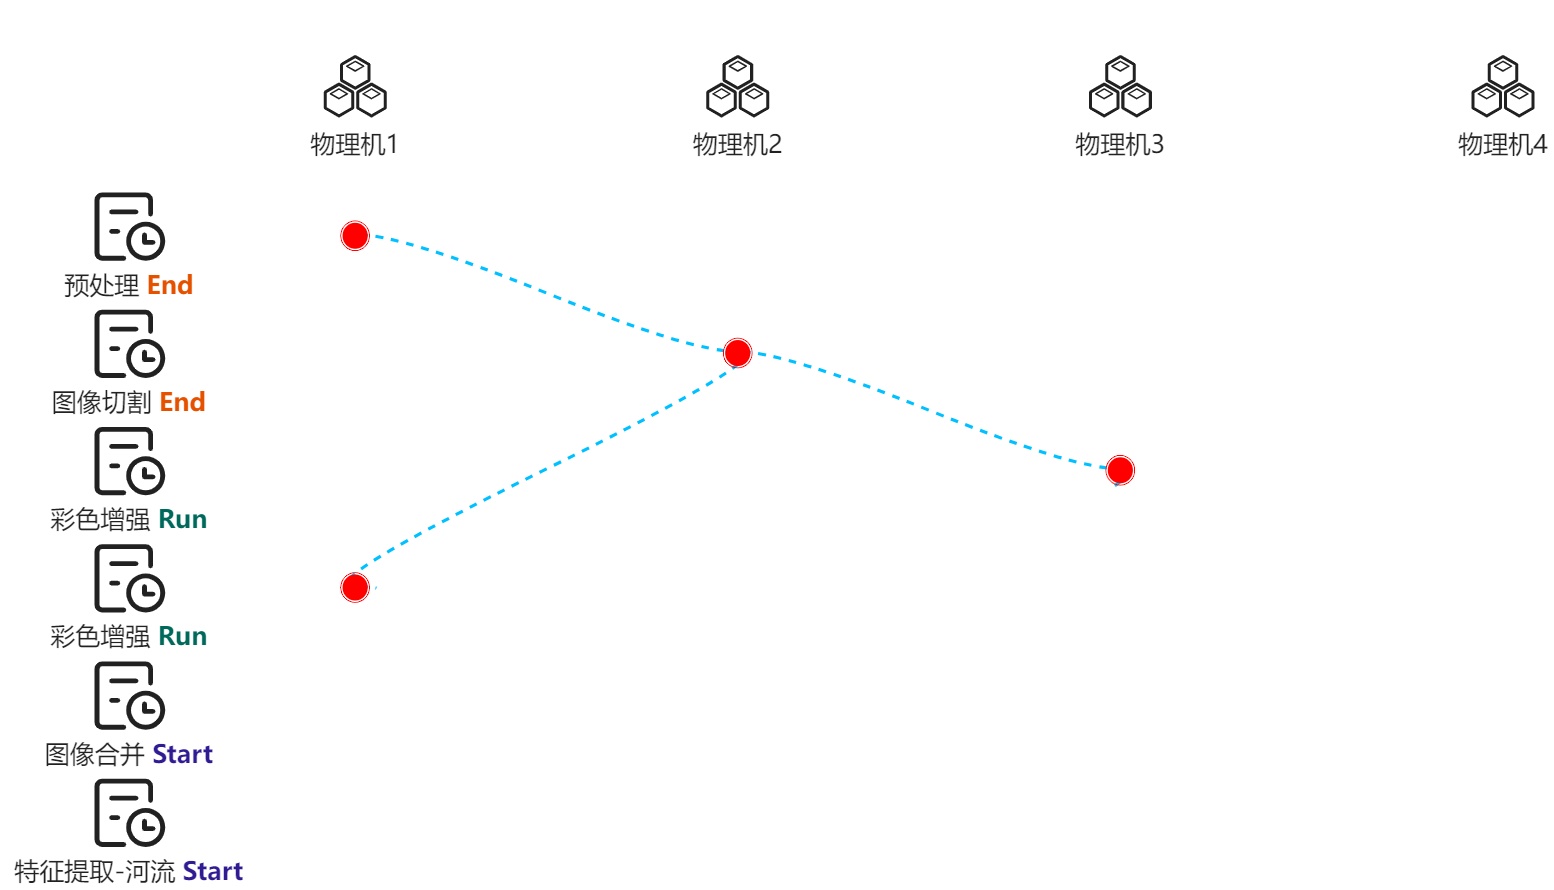 物理机1
物理机2
物理机3
物理机4
预处理 End
图像切割 End
彩色增强 Run
彩色增强 Run
图像合并 Start
特征提取-河流 Start